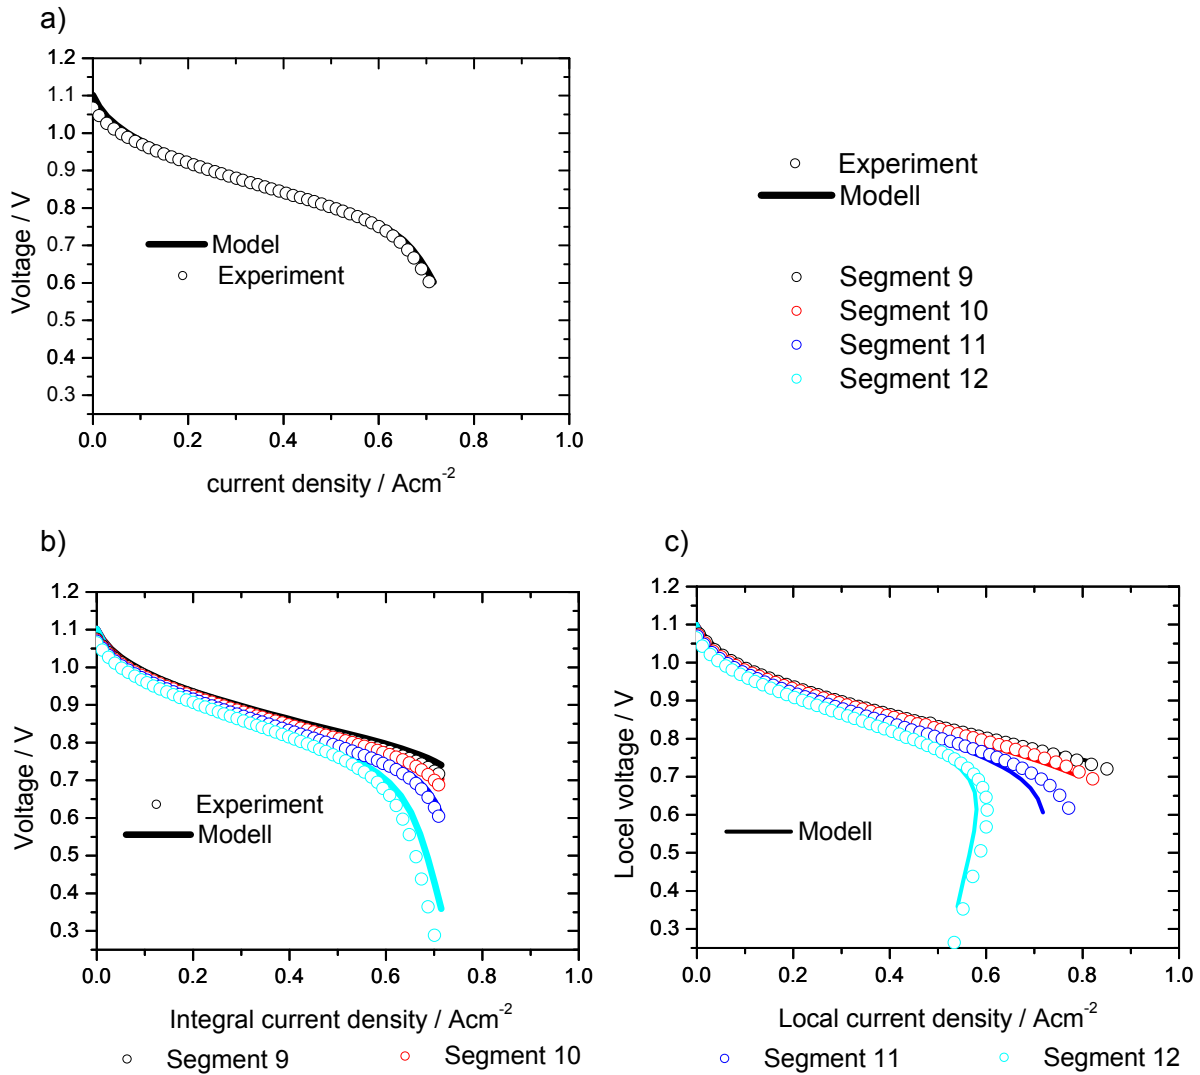 a)
1.2
1.1
1.0
0.9
0.8
0.7
0.6
0.5
0.4
0.3
Voltage / V
Model
Experiment
0.0 0.2 0.4 0.6 0.8 1.0
current density / Acm-2
Experiment
Modell
Segment 9
Segment 10
Segment 11
Segment 12
b)
1.2
1.1
1.0
0.9
0.8
0.7
0.6
0.5
0.4
0.3
Voltage / V
Experiment
Modell
0.0 0.2 0.4 0.6 0.8 1.0
Integral current density / Acm-2
c)
1.2
1.1
1.0
0.9
0.8
0.7
0.6
0.5
0.4
0.3
Locel voltage / V
Modell
0.0 0.2 0.4 0.6 0.8 1.0
Local current density / Acm-2
Segment 9 Segment 10 Segment 11 Segment 12